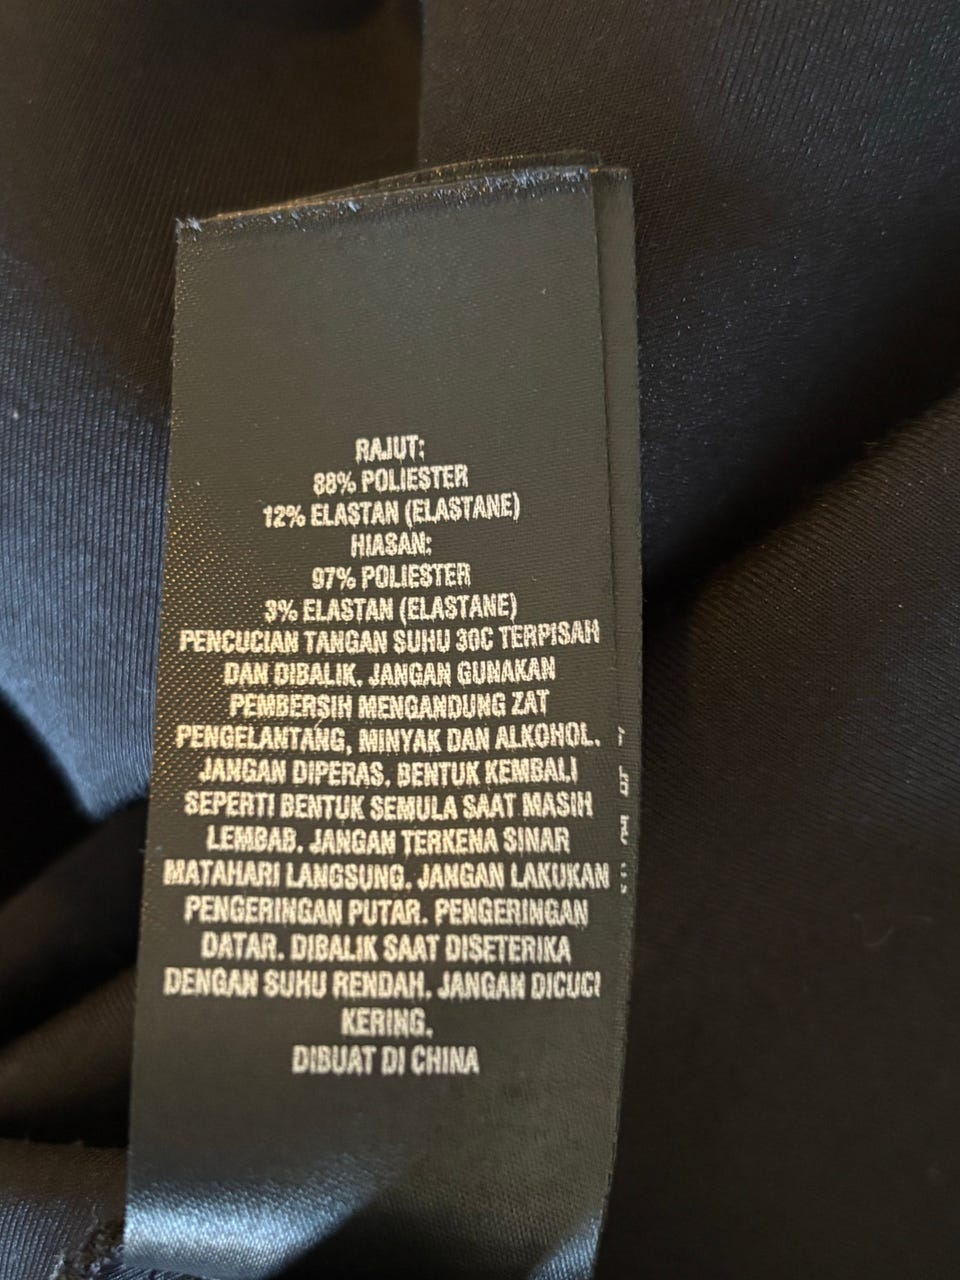 RAJUT:
88% POLIESTER
12% ELASTAN (ELASTANE)
HIASAN:
97% POLIESTER
3% ELASTAN (ELASTANE)
PENCUCIAN TANGAN SUHU 30C TERPISAH
DAN DIBALIK. JANGAN GUNAKAN
PEMBERSIH MENGANDUNG ZAT
PENGELANTANG, MINYAK DAN ALKOHOL.
JANGAN DIPERAS. BENTUK KEMBALI
SEPERTI BENTUK SEMULA SAAT MASIH
LEMBAB. JANGAN TERKENA SINAR
MATAHARI LANGSUNG. JANGAN LAKUKAN
PENGERINGAN PUTAR. PENGERINGAN
DATAR. DIBALIK SAAT DISETERIKA
DENGAN SUHU RENDAH. JANGAN DICUCI
KERING.
DIBUAT DI CHINA